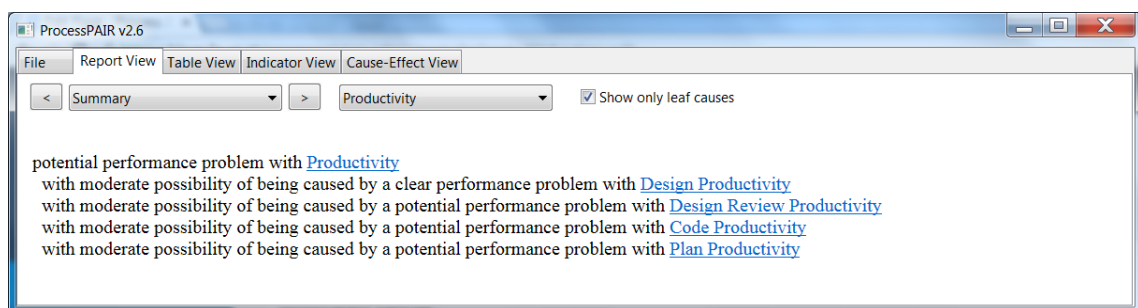 ProcessPAIR v2.6
File Report View Table View Indicator View Cause-Effect View
< Summary > Productivity Show only leaf causes
potential performance problem with Productivity
with moderate possibility of being caused by a clear performance problem with Design Productivity
with moderate possibility of being caused by a potential performance problem with Design Review Productivity
with moderate possibility of being caused by a potential performance problem with Code Productivity
with moderate possibility of being caused by a potential performance problem with Plan Productivity